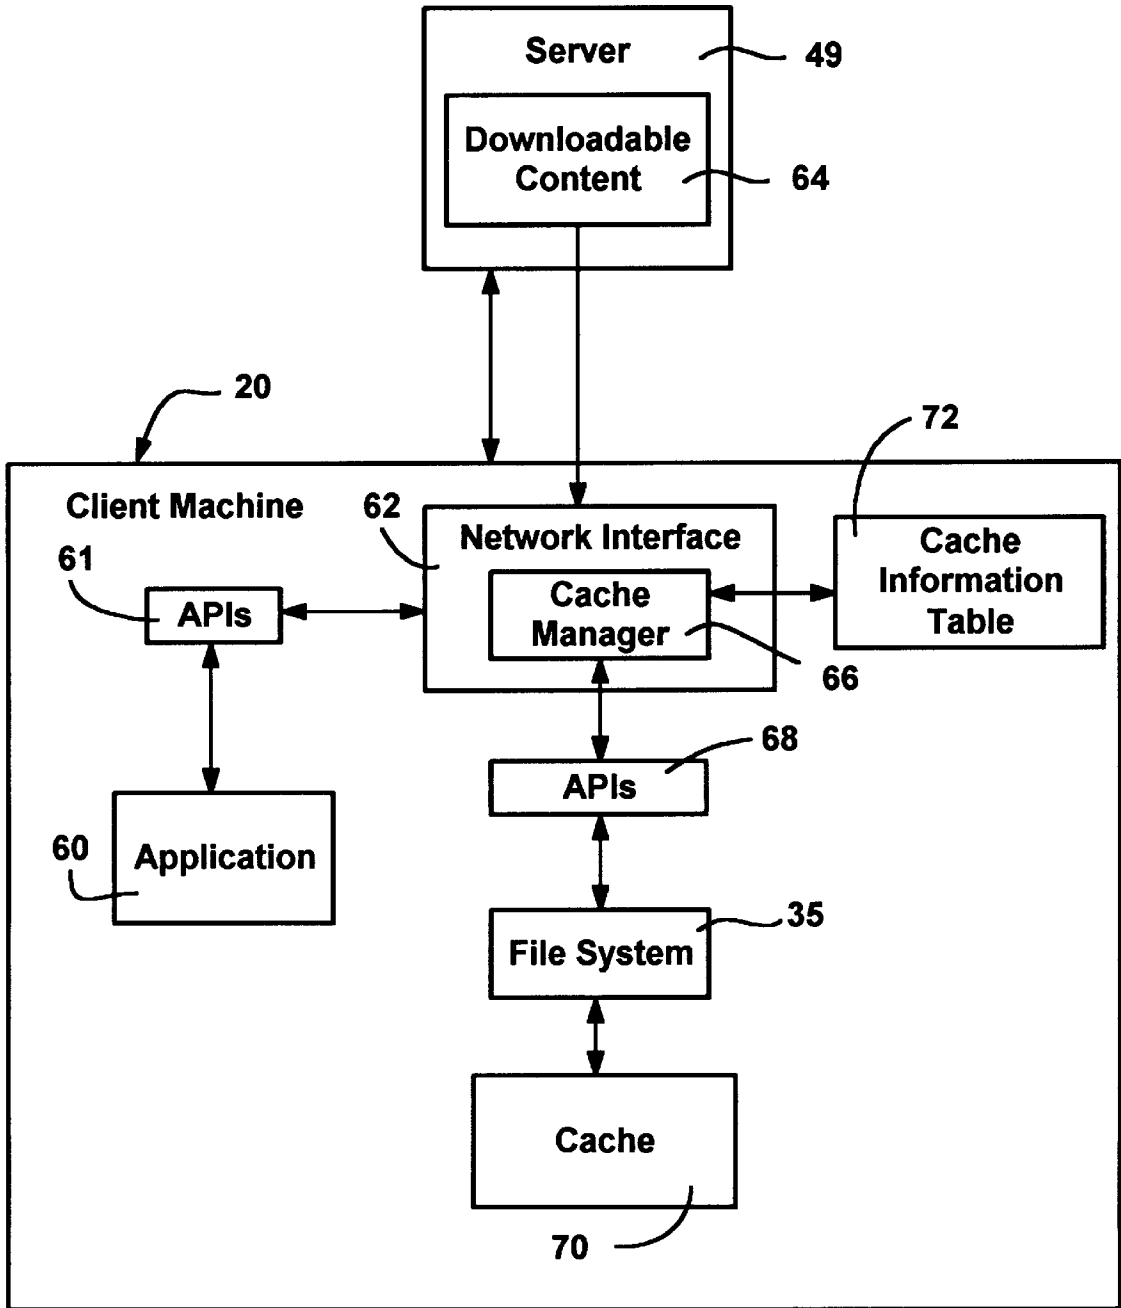 Server
49
Downloadable
Content
64
20
72
Client Machine
62
Network Interface
Cache
Information
Table
61
APIs
Cache
Manager
66
68
APIs
60
Application
35
File System
Cache
70